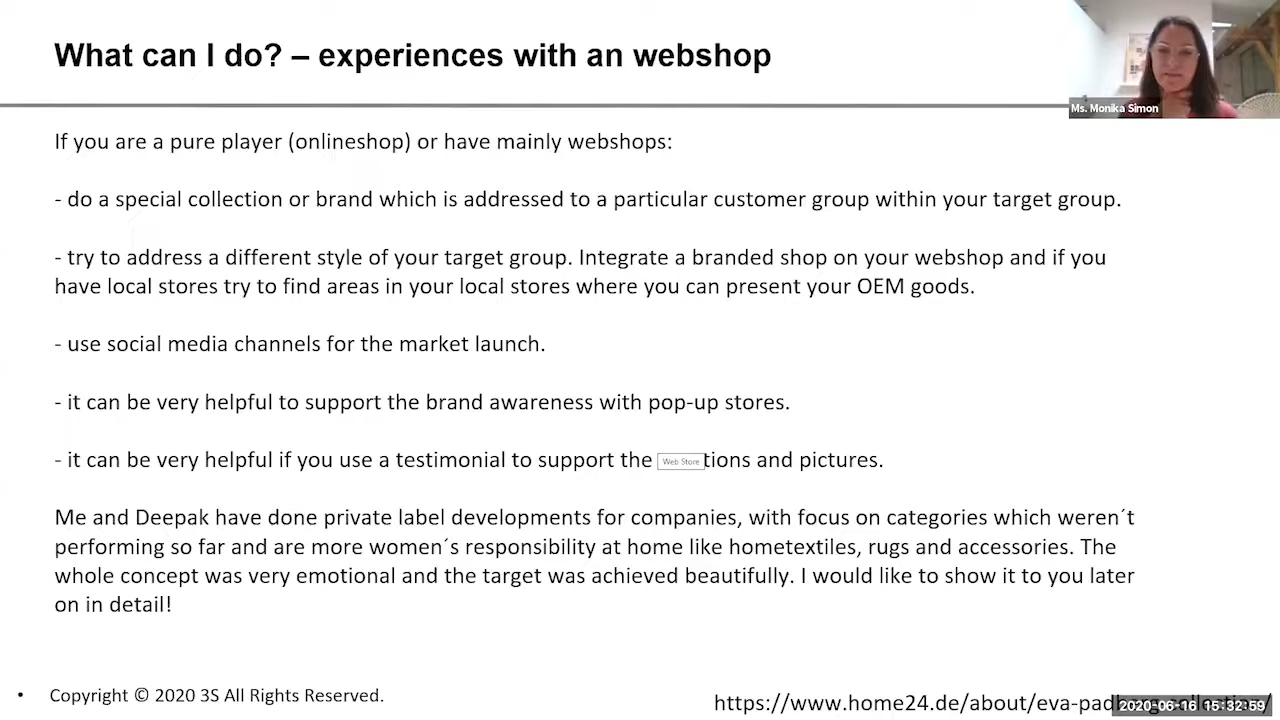 What can I do? – experiences with an webshop
Ms. Monika Simon
If you are a pure player (onlineshop) or have mainly webshops:
- do a special collection or brand which is addressed to a particular customer group within your target group.
- try to address a different style of your target group. Integrate a branded shop on your webshop and if you
have local stores try to find areas in your local stores where you can present your OEM goods.
- use social media channels for the market launch.
- it can be very helpful to support the brand awareness with pop-up stores.
- it can be very helpful if you use a testimonial to support the Web Store tions and pictures.
Me and Deepak have done private label developments for companies, with focus on categories which weren´t
performing so far and are more women´s responsibility at home like hometextiles, rugs and accessories. The
whole concept was very emotional and the target was achieved beautifully. I would like to show it to you later
on in detail!
• Copyright © 2020 3S All Rights Reserved.
https://www.home24.de/about/eva-pad
2020-06-16 15:32:59